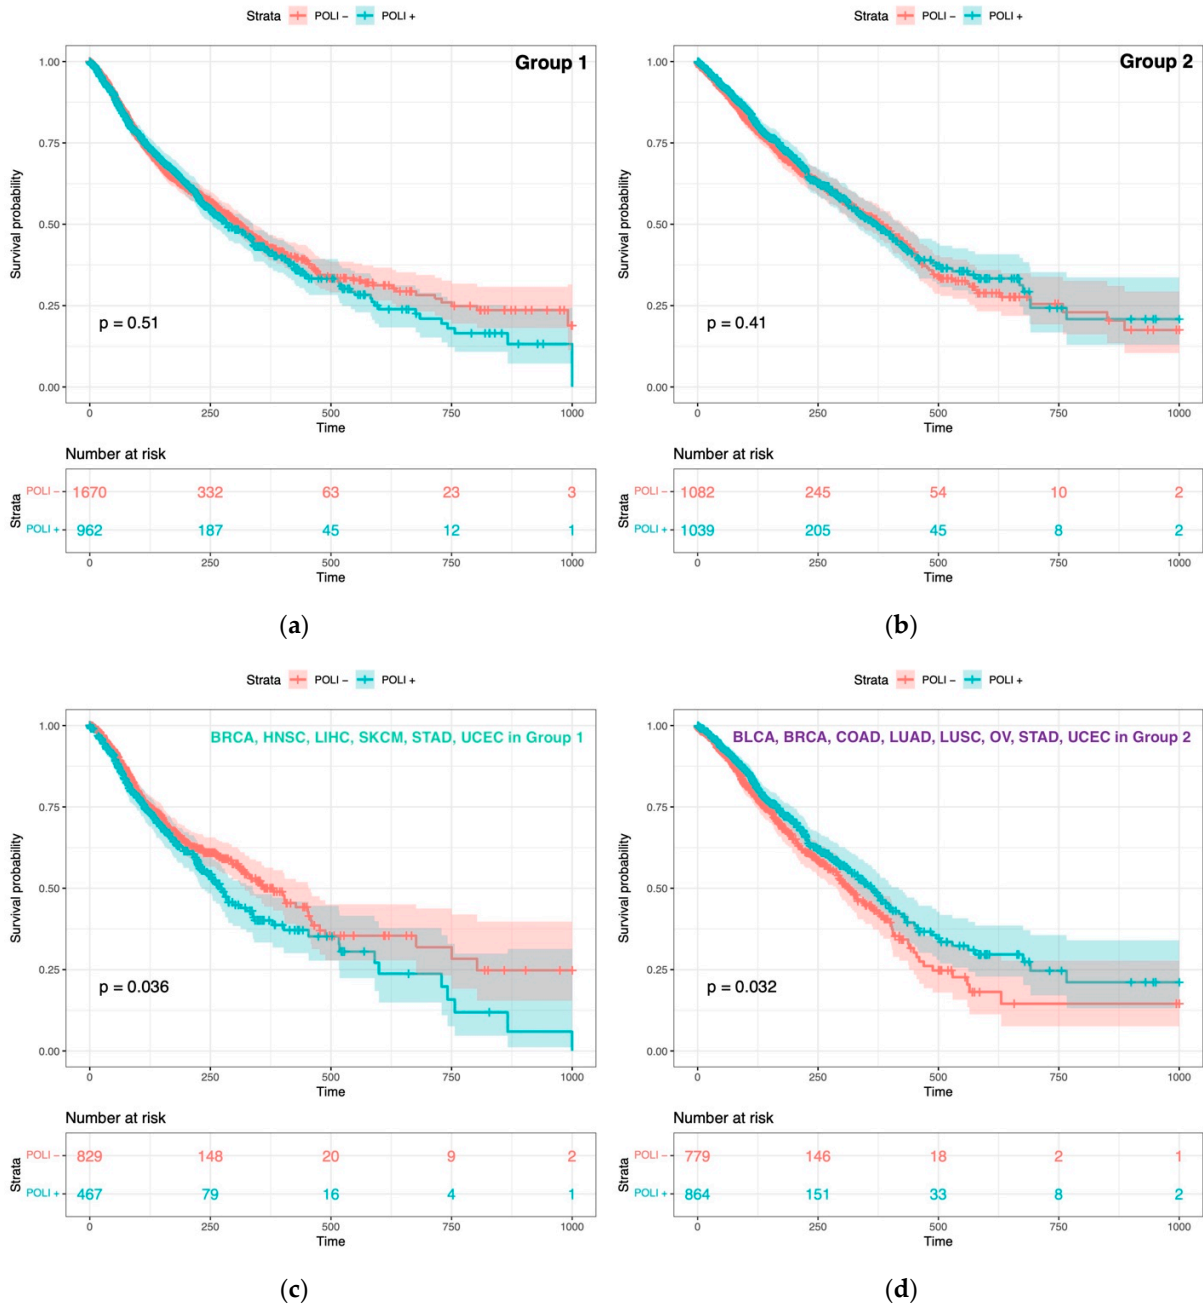 Strata POLI − POLI +
Group 1
Survival probability
1.00
0.75
0.50
0.25
0.00
p = 0.51
0 250 500 750 1000
Time
Number at risk
Strata
POLI − 1670 332 63 23 3
POLI + 962 187 45 12 1
0 250 500 750 1000
Time
(a)
Strata POLI − POLI +
Group 2
Survival probability
1.00
0.75
0.50
0.25
0.00
p = 0.41
0 250 500 750 1000
Time
Number at risk
Strata
POLI − 1082 245 54 10 2
POLI + 1039 205 45 8 2
0 250 500 750 1000
Time
(b)
Strata POLI − POLI +
BRCA, HNSC, LIHC, SKCM, STAD, UCEC in Group 1
Survival probability
1.00
0.75
0.50
0.25
0.00
p = 0.036
0 250 500 750 1000
Time
Number at risk
Strata
POLI − 829 148 20 9 2
POLI + 467 79 16 4 1
0 250 500 750 1000
Time
(c)
Strata POLI − POLI +
BLCA, BRCA, COAD, LUAD, LUSC, OV, STAD, UCEC in Group 2
Survival probability
1.00
0.75
0.50
0.25
0.00
p = 0.032
0 250 500 750 1000
Time
Number at risk
Strata
POLI − 779 146 18 2 1
POLI + 864 151 33 8 2
0 250 500 750 1000
Time
(d)